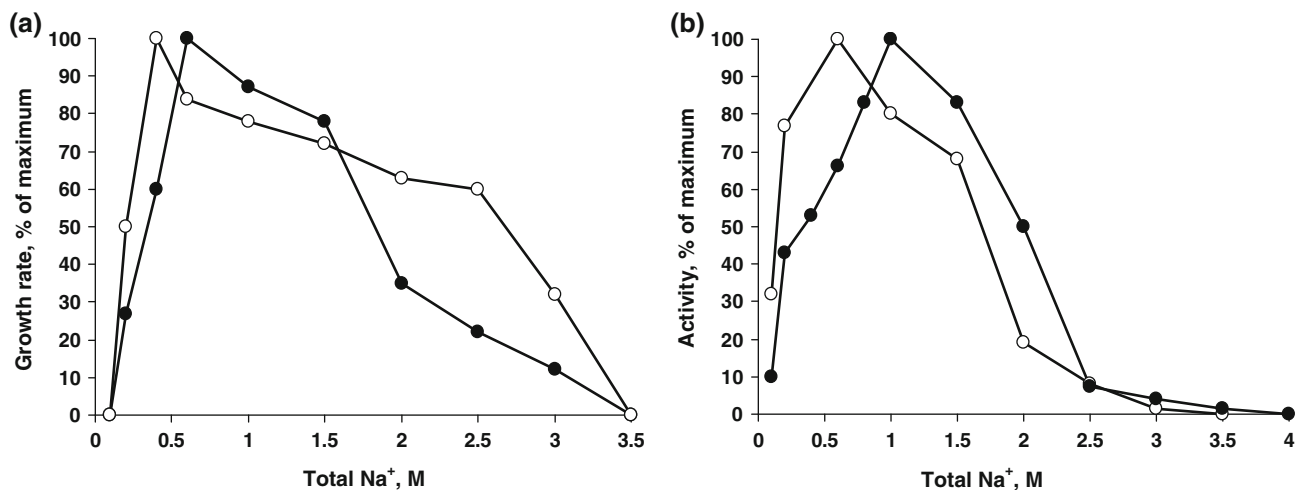 (a)
Growth rate, % of maximum
100
90
80
70
60
50
40
30
20
10
0
0 0.5 1 1.5 2 2.5 3 3.5
Total Na⁺, M
(b)
Activity, % of maximum
100
90
80
70
60
50
40
30
20
10
0
0 0.5 1 1.5 2 2.5 3 3.5 4
Total Na⁺, M